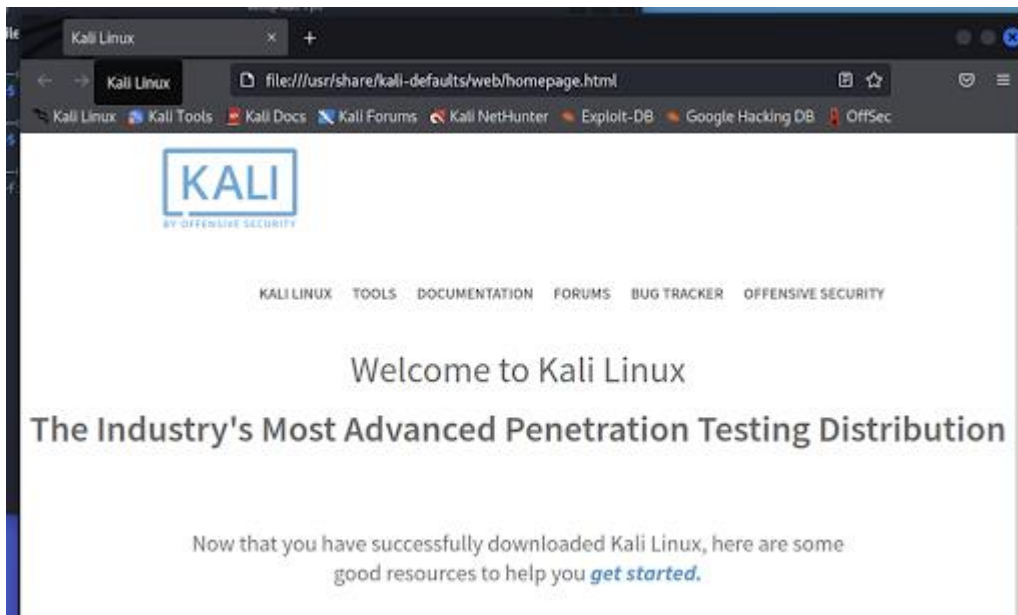 Kali Linux
Kali Linux
file:///usr/share/kali-defaults/web/homepage.html
Kali Linux Kali Tools Kali Docs Kali Forums Kali NetHunter Exploit-DB Google Hacking DB OffSec
KALI
BY OFFENSIVE SECURITY
KALI LINUX TOOLS DOCUMENTATION FORUMS BUG TRACKER OFFENSIVE SECURITY
Welcome to Kali Linux
The Industry's Most Advanced Penetration Testing Distribution
Now that you have successfully downloaded Kali Linux, here are some
good resources to help you get started.